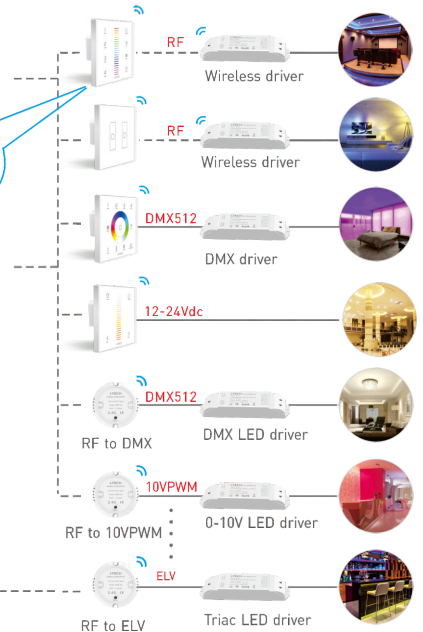 RF
Wireless driver
RF
Wireless driver
DMX512
DMX driver
12-24Vdc
DMX512
RF to DMX
DMX LED driver
10VPWM
RF to 10VPWM
0-10V LED driver
ELV
RF to ELV
Triac LED driver